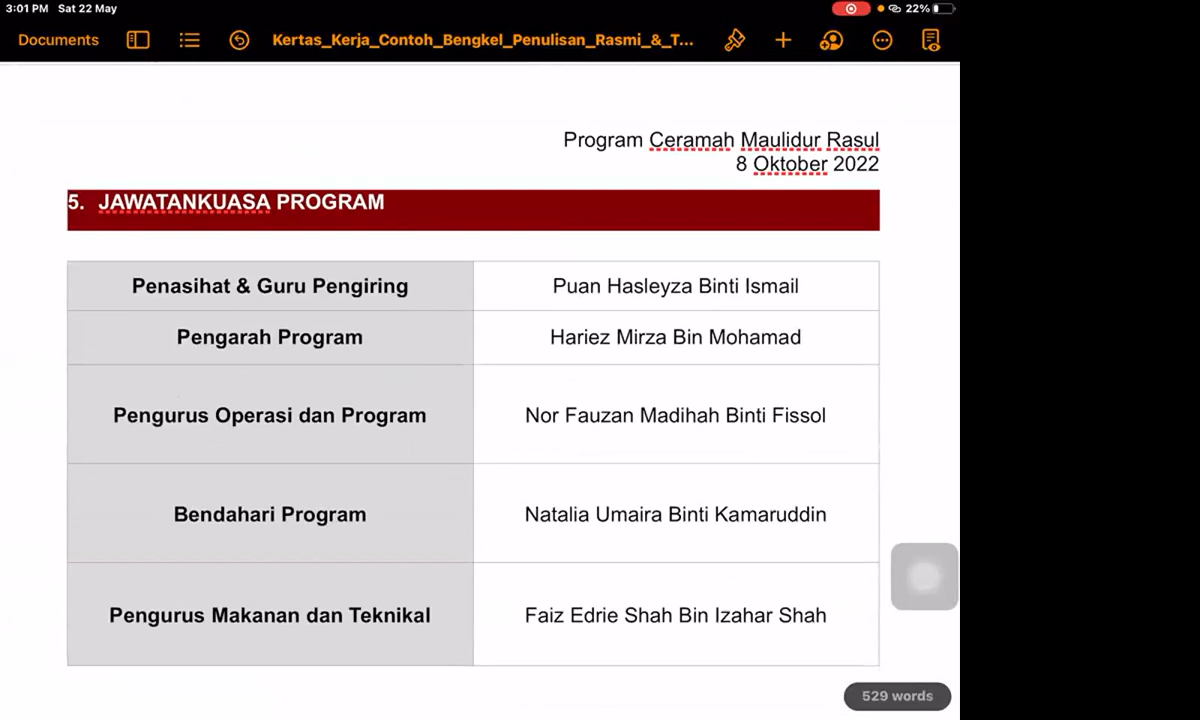 3:01 PM Sat 22 May
22%
Documents
Kertas_Kerja_Contoh_Bengkel_Penulisan_Rasmi_&_T...
Program Ceramah Maulidur Rasul
8 Oktober 2022
5. JAWATANKUASA PROGRAM
Penasihat & Guru Pengiring Puan Hasleyza Binti Ismail
Pengarah Program Hariez Mirza Bin Mohamad
Pengurus Operasi dan Program Nor Fauzan Madihah Binti Fissol
Bendahari Program Natalia Umaira Binti Kamaruddin
Pengurus Makanan dan Teknikal Faiz Edrie Shah Bin Izahar Shah
529 words